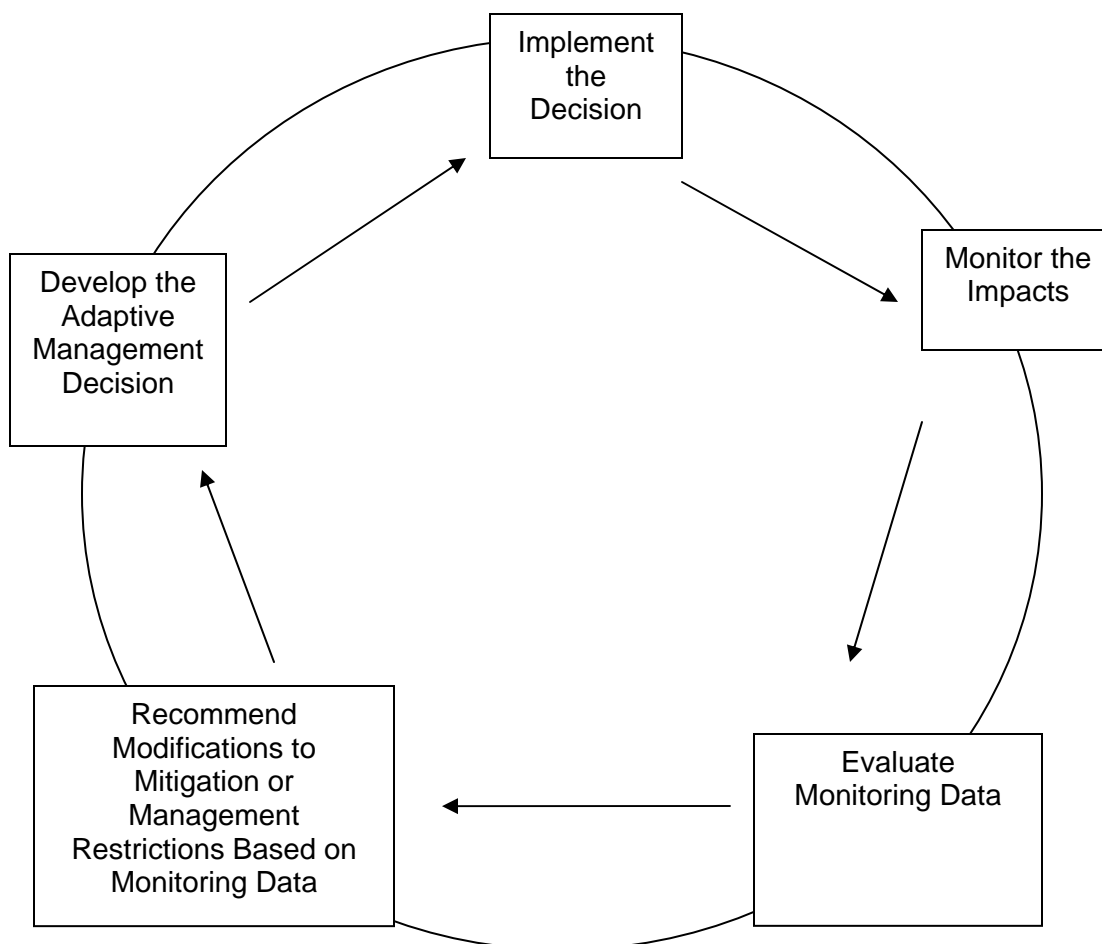 Implement
the
Decision
Monitor the
Impacts
Develop the
Adaptive
Management
Decision
Recommend
Modifications to
Mitigation or
Management
Restrictions Based on
Monitoring Data
Evaluate
Monitoring Data